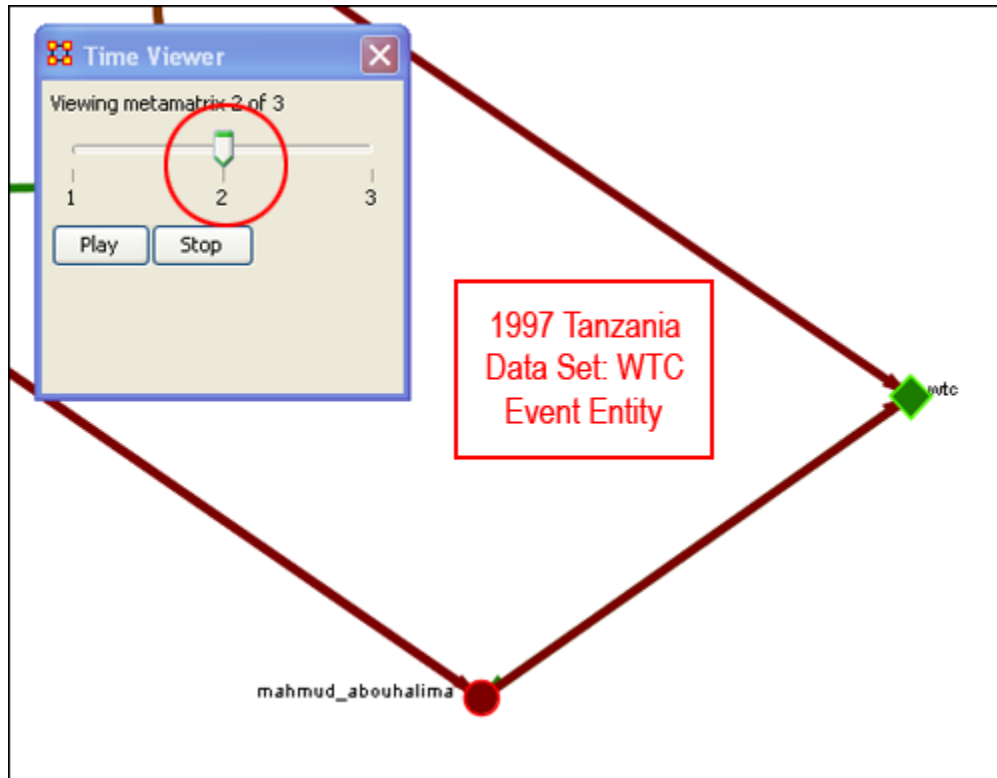 Time Viewer
Viewing metamatrix 2 of 3
1 2 3
Play Stop
1997 Tanzania
Data Set: WTC
Event Entity
wtc
mahmud_abouhalima